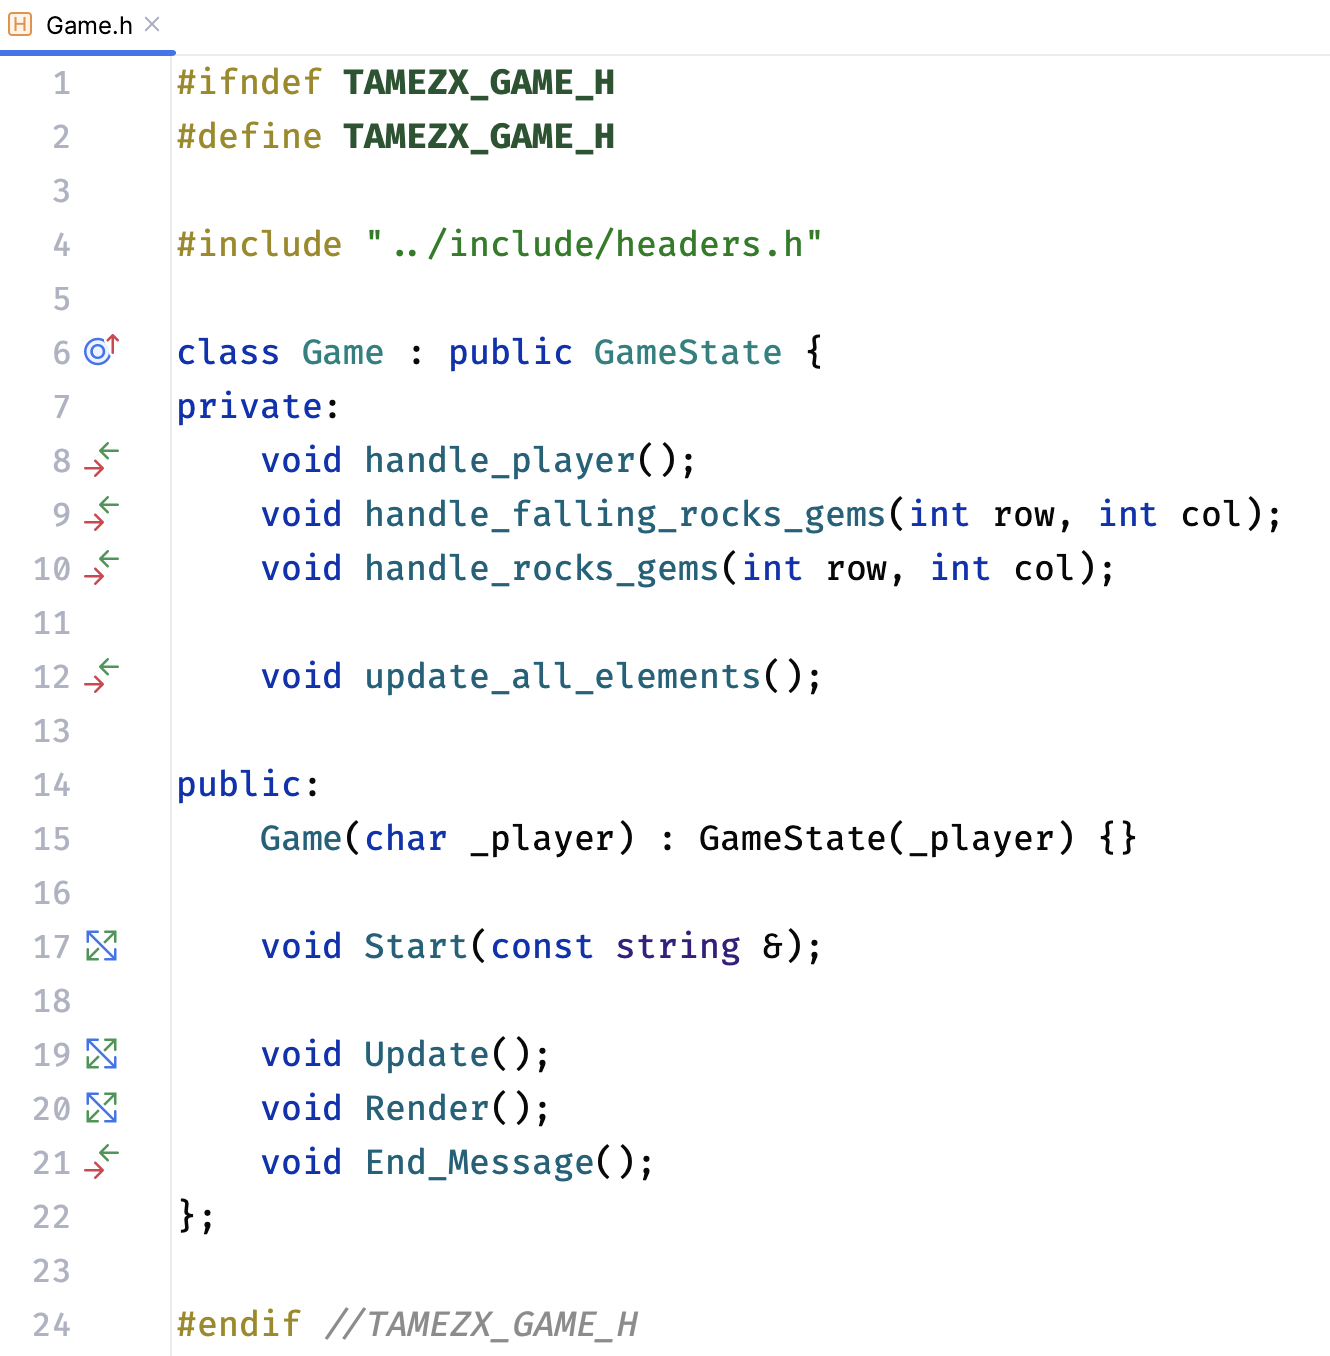 H Game.h
1 #ifndef TAMEZX_GAME_H
2 #define TAMEZX_GAME_H
3
4 #include "../include/headers.h"
5
6 class Game : public GameState {
7 private:
8     void handle_player();
9     void handle_falling_rocks_gems(int row, int col);
10     void handle_rocks_gems(int row, int col);
11
12     void update_all_elements();
13
14 public:
15     Game(char _player) : GameState(_player) {}
16
17     void Start(const string &);
18
19     void Update();
20     void Render();
21     void End_Message();
22 };
23
24 #endif //TAMEZX_GAME_H